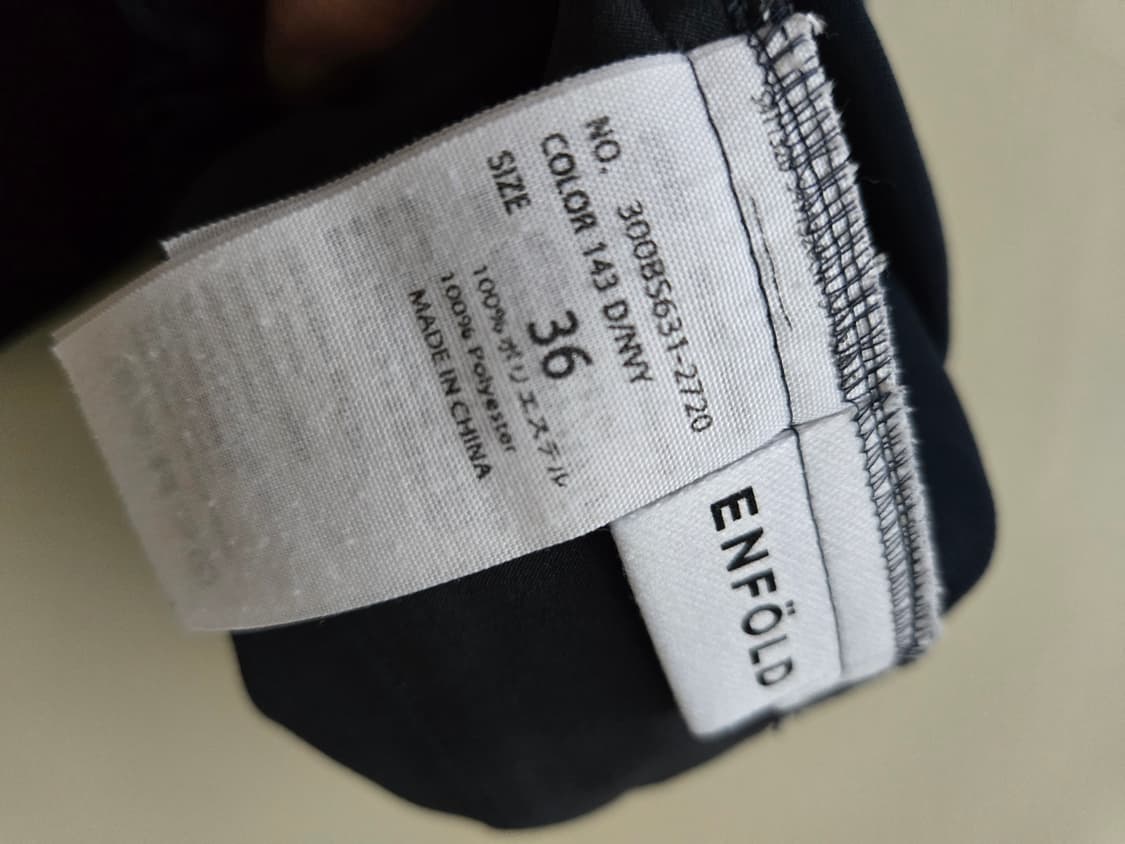 NO. 300BS631-2720
COLOR 143 D/NVY
SIZE 36
100% ポリエステル
100% Polyester
MADE IN CHINA
ENFÖLD